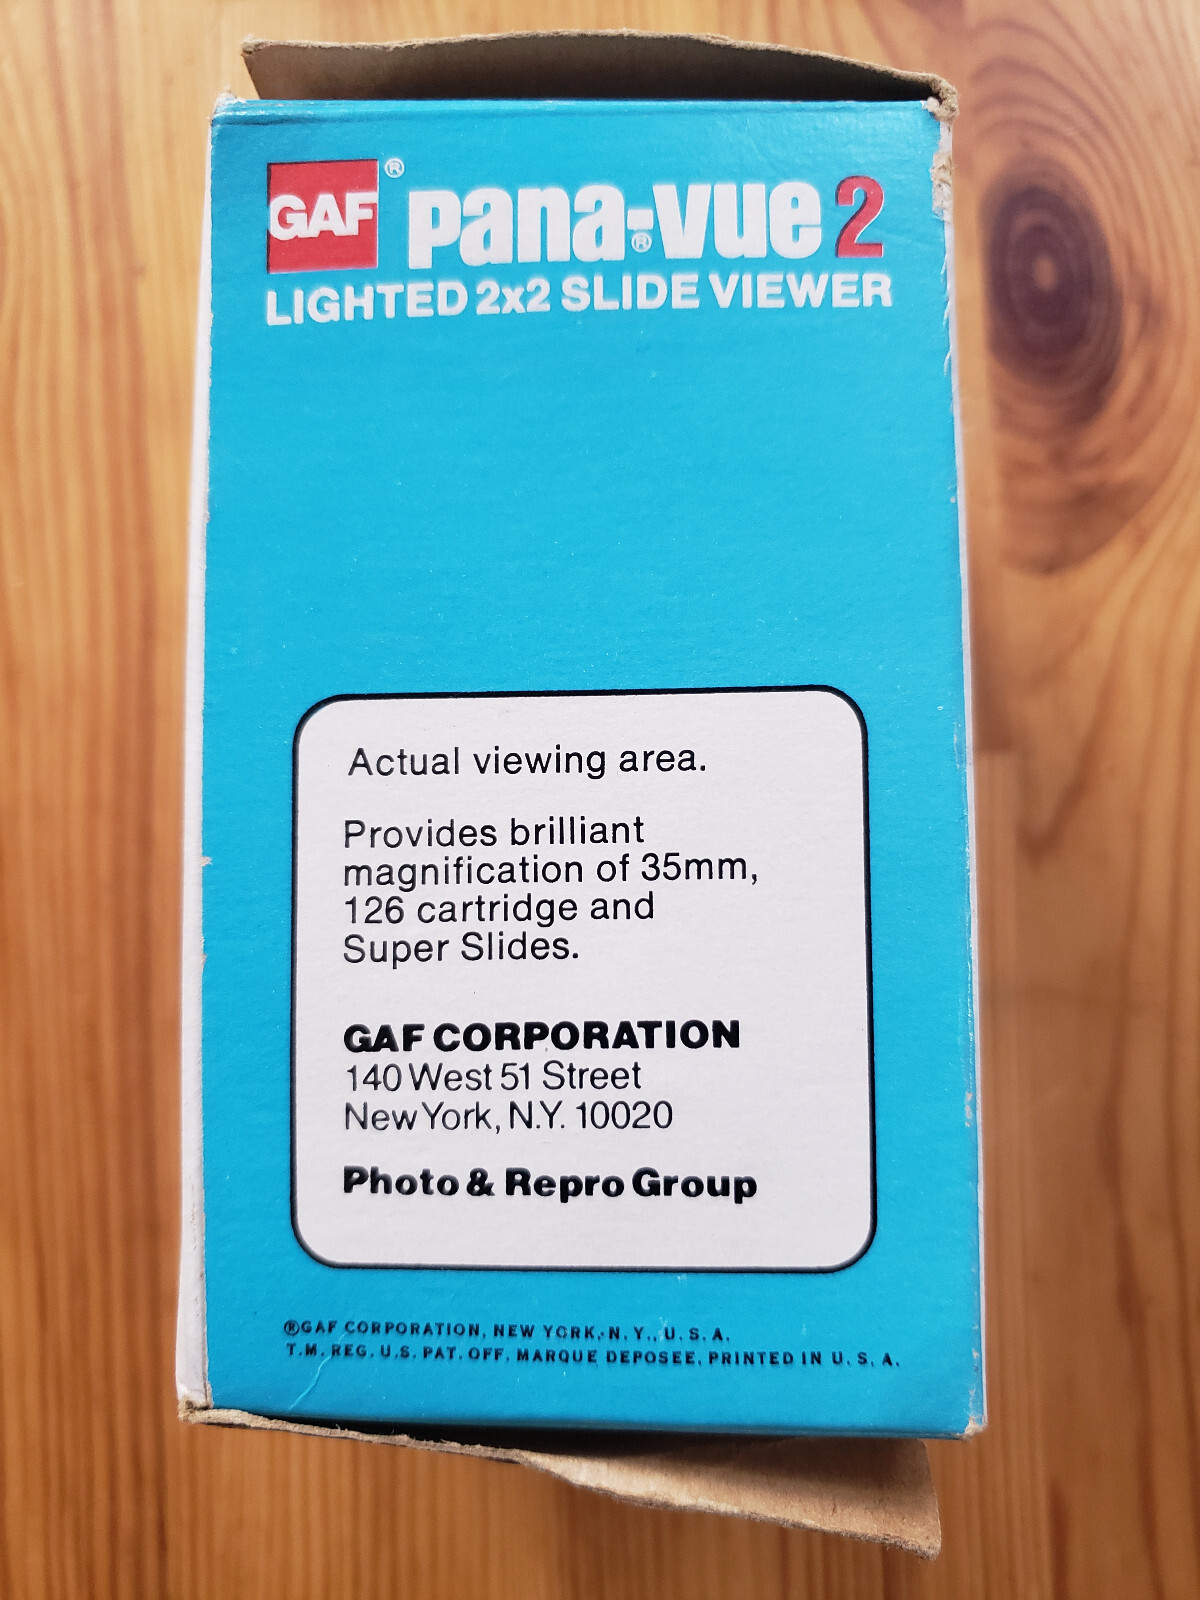 GAF® pana-vue® 2
LIGHTED 2x2 SLIDE VIEWER
Actual viewing area.
Provides brilliant
magnification of 35mm,
126 cartridge and
Super Slides.
GAF CORPORATION
140 West 51 Street
New York, N.Y. 10020
Photo & Repro Group
®GAF CORPORATION, NEW YORK, N.Y., U.S.A.
T.M. REG. U.S. PAT. OFF. MARQUE DEPOSEE, PRINTED IN U.S.A.